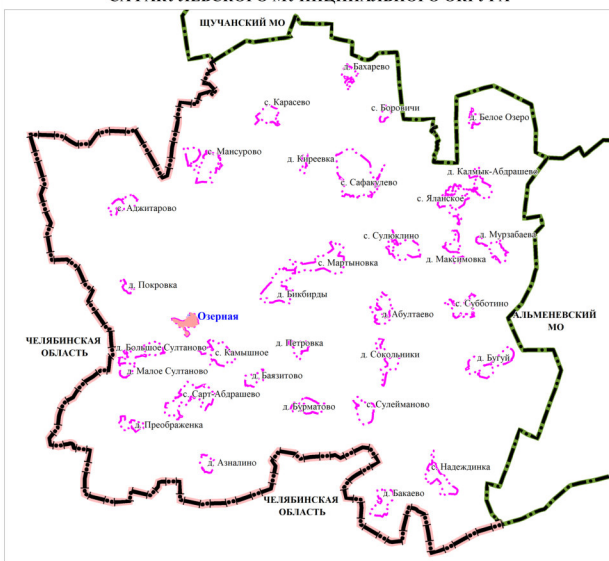 ЩУЧАНСКИЙ МО
д. Бахарево
с. Карасево
с. Боровичи
д. Белое Озеро
с. Мансурово
д. Киреевка
д. Калмык-Абдрашево
с. Сафакулево
с. Яланское
с. Аджитарово
с. Сулюклино
д. Мурзабаева
с. Мартыновка
д. Максимовка
д. Покровка
д. Бикбирды
с. Субботино
Озерная
д. Абултаево
АЛЬМЕНЕВСКИЙ
МО
ЧЕЛЯБИНСКАЯ
ОБЛАСТЬ
д. Большое Султаново
с. Камышное
д. Петровка
д. Сокольники
д. Бугуй
д. Малое Султаново
д. Баязитово
с. Сарт-Абдрашево
д. Бурматово
с. Сулейманово
д. Преображенка
д. Азналино
с. Надеждинка
ЧЕЛЯБИНСКАЯ
ОБЛАСТЬ
д. Бакаево